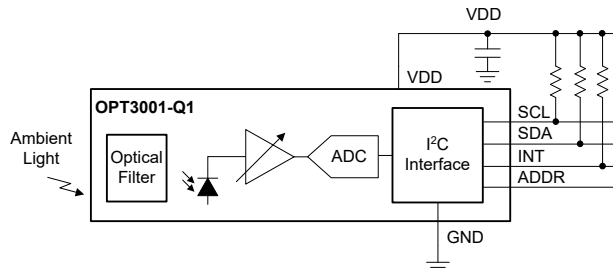 VDD
VDD
OPT3001-Q1
SCL
SDA
INT
ADDR
Ambient
Light
Optical
Filter
ADC
I²C
Interface
GND